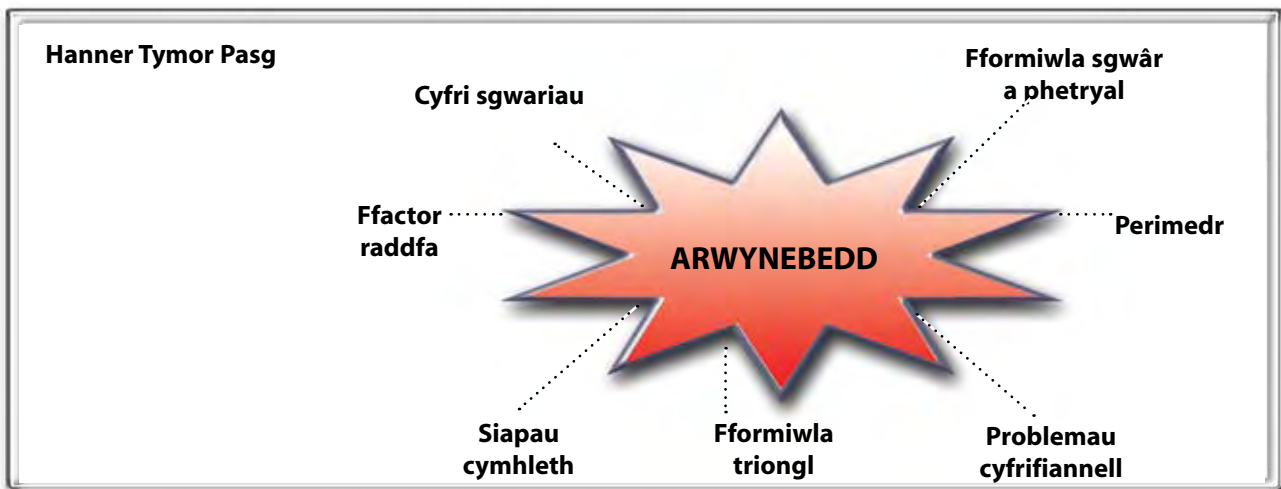 Hanner Tymor Pasg
Fformiwla sgwâr
a phetryal
Cyfri sgwariau
Ffactor
raddfa
Perimedr
ARWYNEBEDD
Siapau
cymhleth
Fformiwla
triongl
Problemau
cyfrifiannell